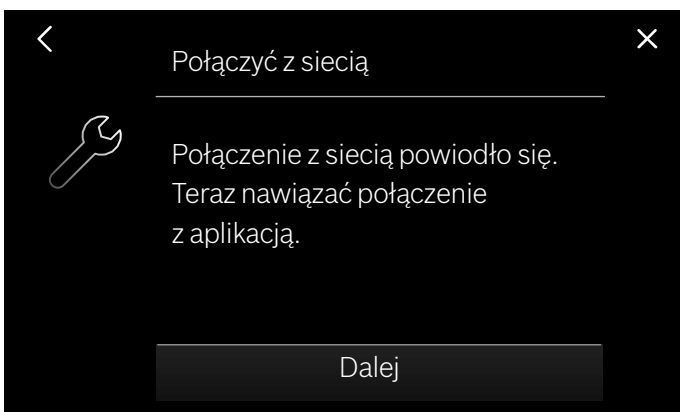 Połączyć z siecią
Połączenie z siecią powiodło się.
Teraz nawiązać połączenie
z aplikacją.
Dalej